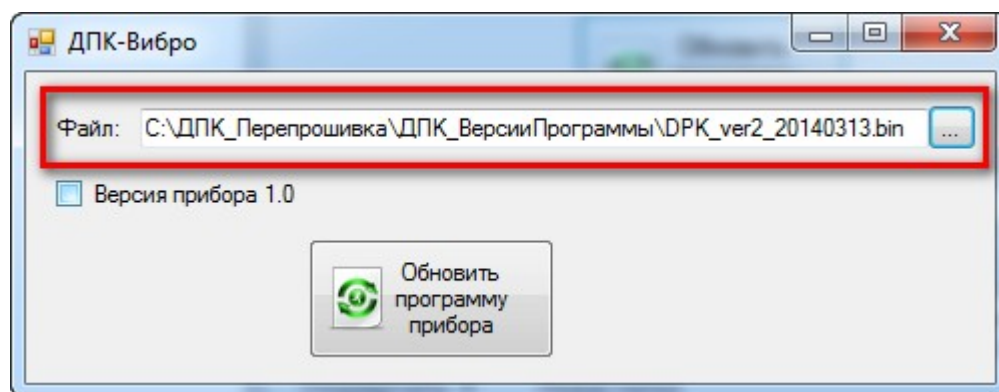 ДПК-Вибро
Файл: C:\ДПК_Перепрошивка\ДПК_ВерсииПрограммы\DPK_ver2_20140313.bin ...
Версия прибора 1.0
Обновить
программу
прибора